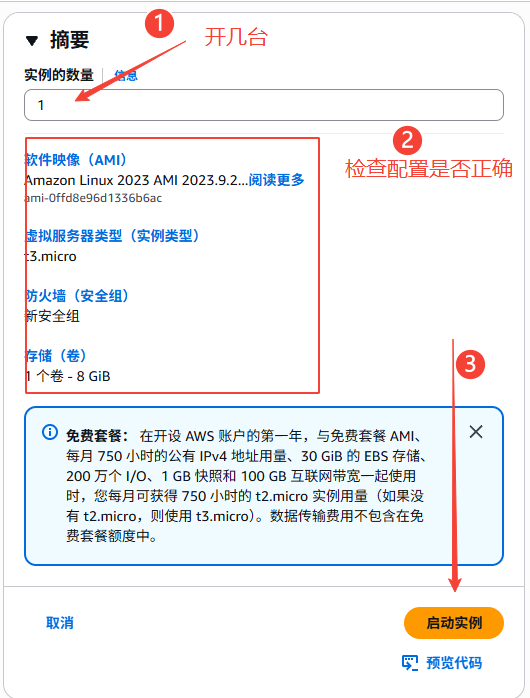 1
▼ 摘要
开几台
实例的数量 信息
1
2
检查配置是否正确
软件映像（AMI）
Amazon Linux 2023 AMI 2023.9.2...阅读更多
ami-0ffd8e96d1336b6ac
虚拟服务器类型（实例类型）
t3.micro
防火墙（安全组）
新安全组
存储（卷）
1 个卷 - 8 GiB
3
免费套餐： 在开设 AWS 账户的第一年，与免费套餐 AMI、
每月 750 小时的公有 IPv4 地址用量、30 GiB 的 EBS 存储、
200 万个 I/O、1 GB 快照和 100 GB 互联网带宽一起使用
时，您每月可获得 750 小时的 t2.micro 实例用量（如果没
有 t2.micro，则使用 t3.micro）。数据传输费用不包含在免
费套餐额度中。
取消
启动实例
预览代码